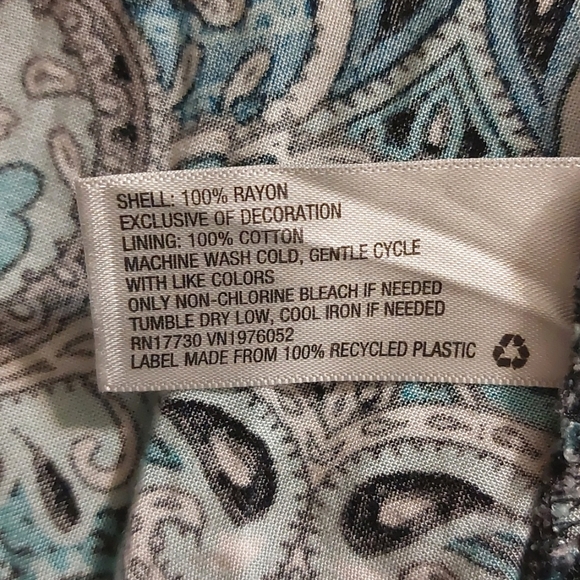 SHELL: 100% RAYON
EXCLUSIVE OF DECORATION
LINING: 100% COTTON
MACHINE WASH COLD, GENTLE CYCLE
WITH LIKE COLORS
ONLY NON-CHLORINE BLEACH IF NEEDED
TUMBLE DRY LOW, COOL IRON IF NEEDED
RN17730 VN1976052
LABEL MADE FROM 100% RECYCLED PLASTIC